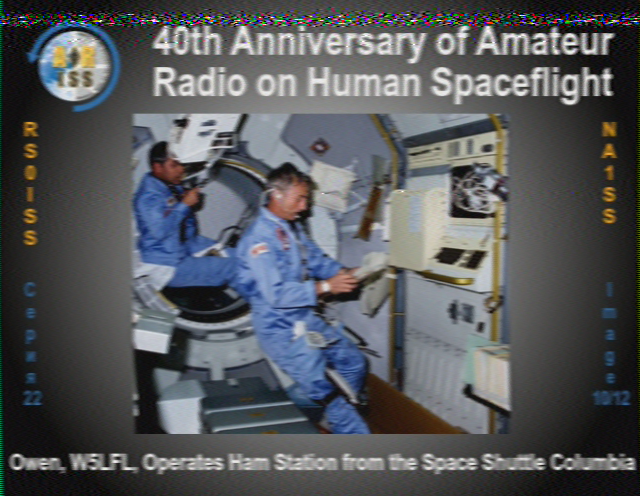 40th Anniversary of Amateur
Radio on Human Spaceflight
ISS
RS0ISS
NA1SS
Серия
22
Image
10/12
Owen, W5LFL, Operates Ham Station from the Space Shuttle Columbia